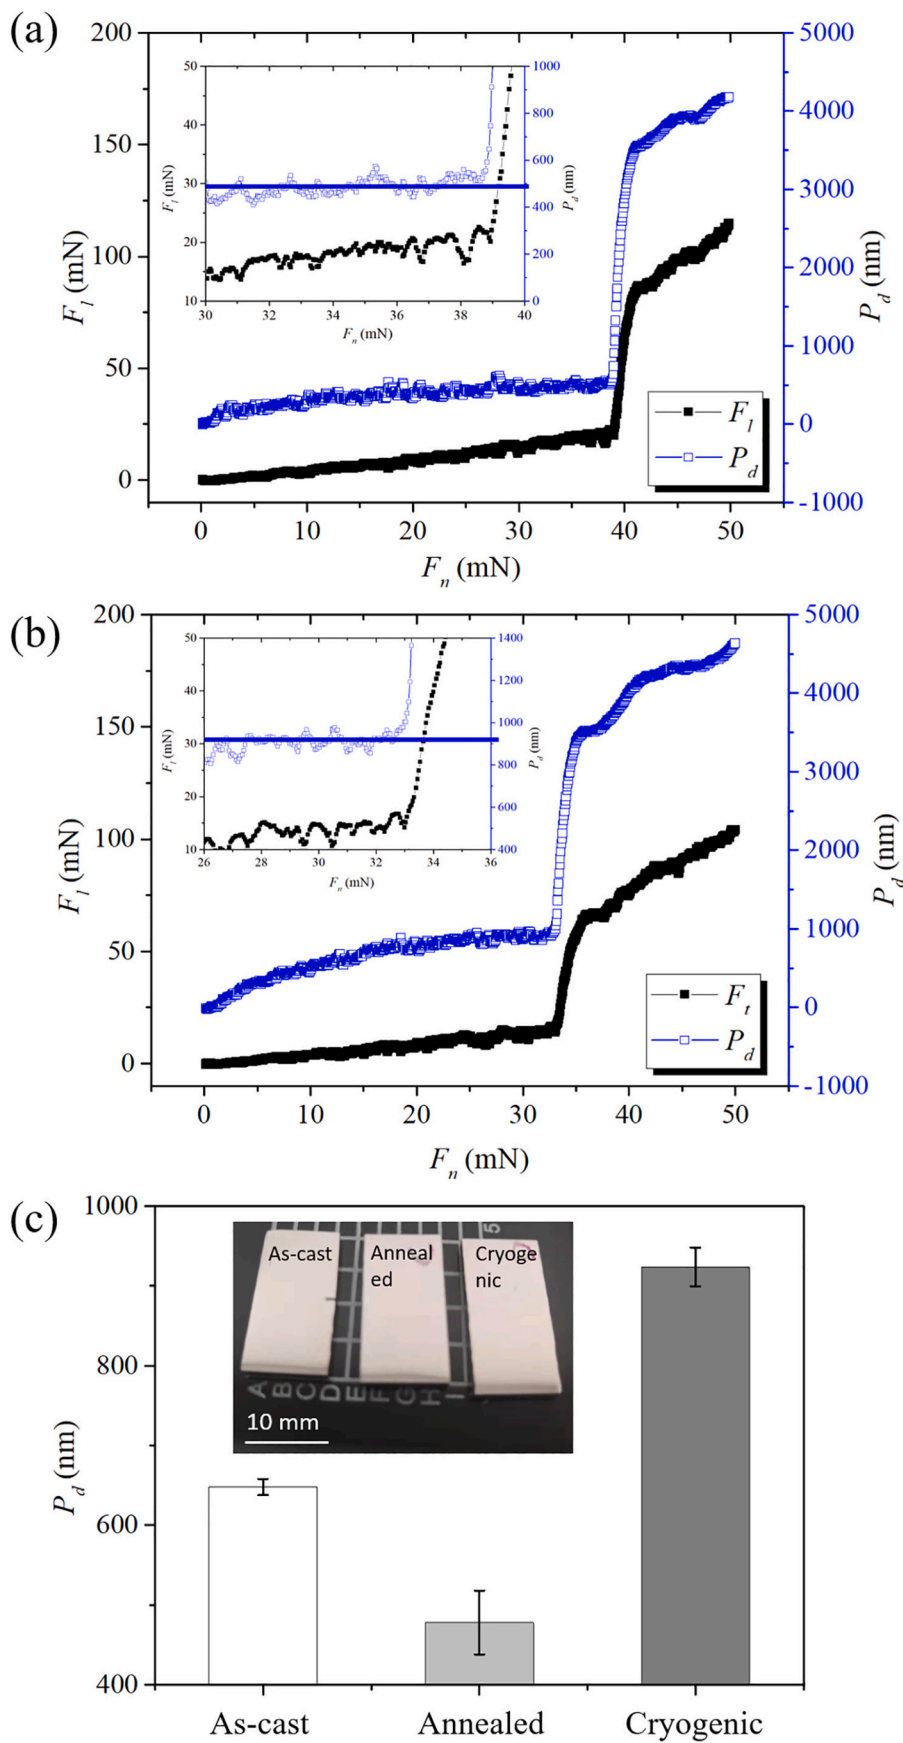 (a)
200
150
100
50
0
F_l (mN)
5000
4000
3000
2000
1000
0
-1000
P_d (nm)
50
40
30
20
10
F_l (mN)
1000
800
600
400
200
0
P_d (nm)
30 32 34 36 38 40
F_n (mN)
F_l
P_d
0 10 20 30 40 50
F_n (mN)
(b)
200
150
100
50
0
F_l (mN)
5000
4000
3000
2000
1000
0
-1000
P_d (nm)
50
40
30
20
10
F_l (mN)
1400
1200
1000
800
600
400
P_d (nm)
26 28 30 32 34 36
F_n (mN)
F_t
P_d
0 10 20 30 40 50
F_n (mN)
(c)
1000
800
600
400
P_d (nm)
As-cast
Anneal
ed
Cryoge
nic
5
A B C D E F G H I
10 mm
As-cast Annealed Cryogenic